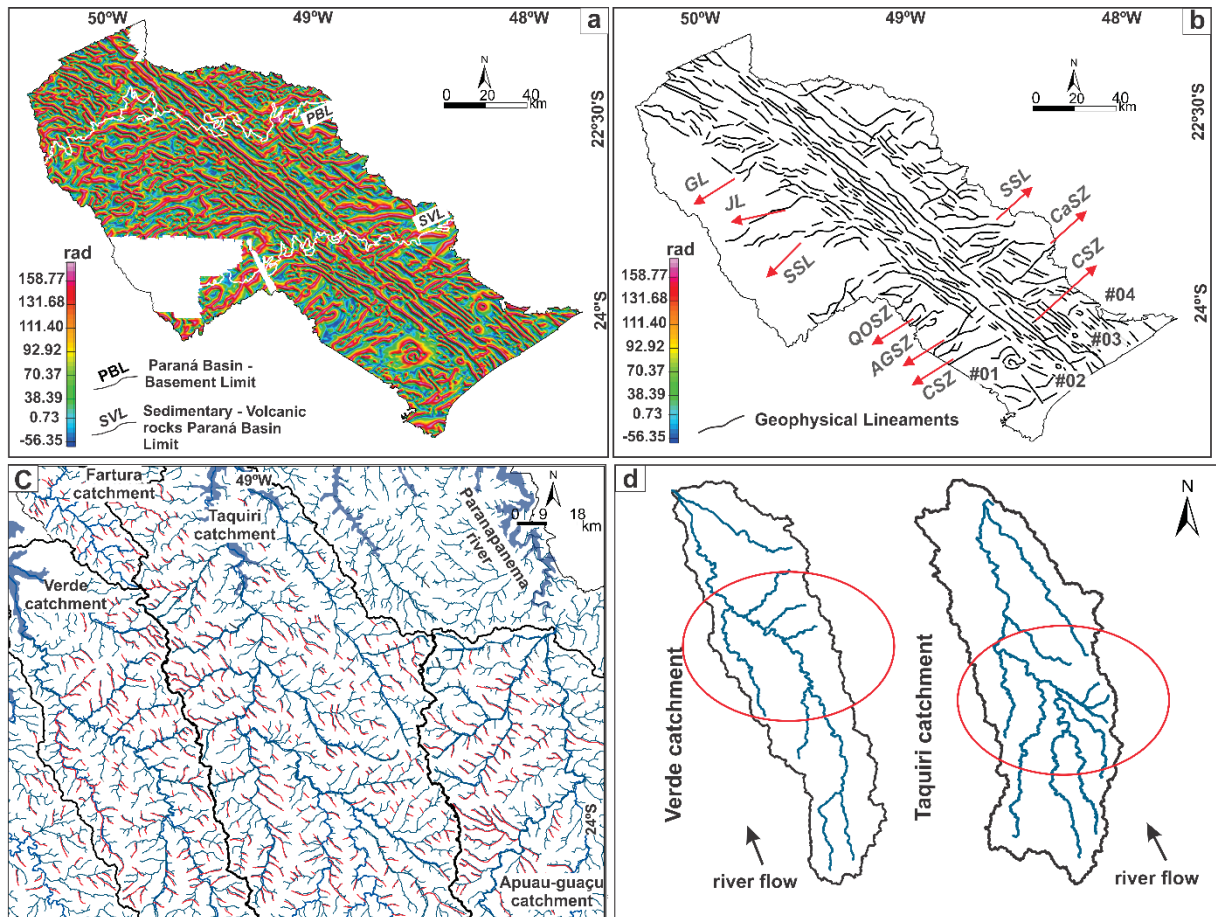 50°W
49°W
48°W
a
N
0 20 40
km
22°30'S
24°S
PBL
SVL
rad
158.77
131.68
111.40
92.92
70.37
38.49
0.73
-56.35
PBL
Paraná Basin -
Basement Limit
SVL
Sedimentary - Volcanic
rocks Paraná Basin
Limit
50°W
49°W
48°W
b
N
0 20 40
km
22°30'S
24°S
GL
JL
SSL
SSL
CaSZ
CSZ
QOSZ
AGSZ
CSZ
#01
#02
#03
#04
rad
158.77
131.68
111.40
92.92
70.37
38.49
0.73
-56.35
Geophysical Lineaments
C
Fartura
catchment
49°W
Taquiri
catchment
Paranapanema
river
N
0 9 18
km
Verde
catchment
24°S
Apuau-guaçu
catchment
d
N
Verde catchment
river flow
Taquiri catchment
river flow